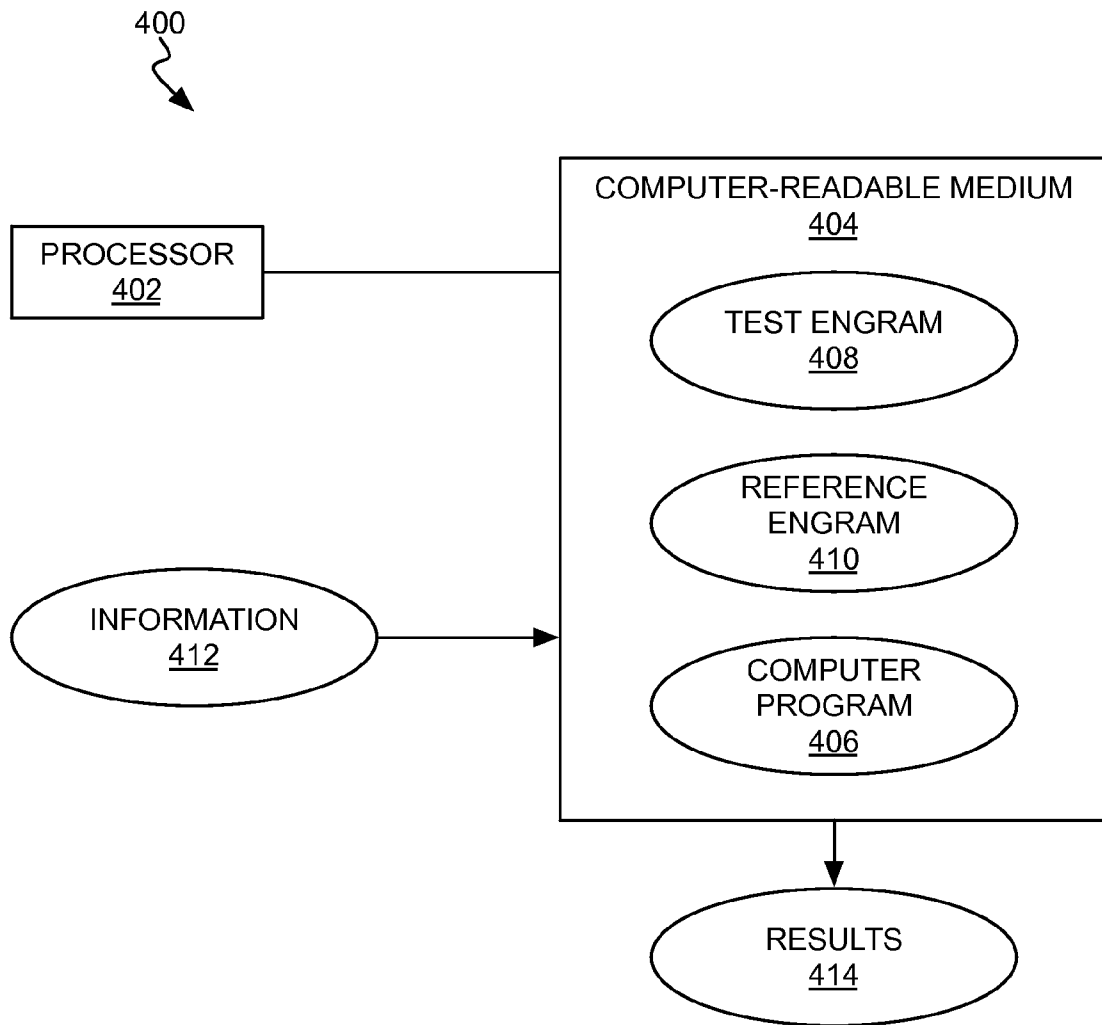 400
PROCESSOR
402
COMPUTER-READABLE MEDIUM
404
TEST ENGRAM
408
REFERENCE
ENGRAM
410
INFORMATION
412
COMPUTER
PROGRAM
406
RESULTS
414